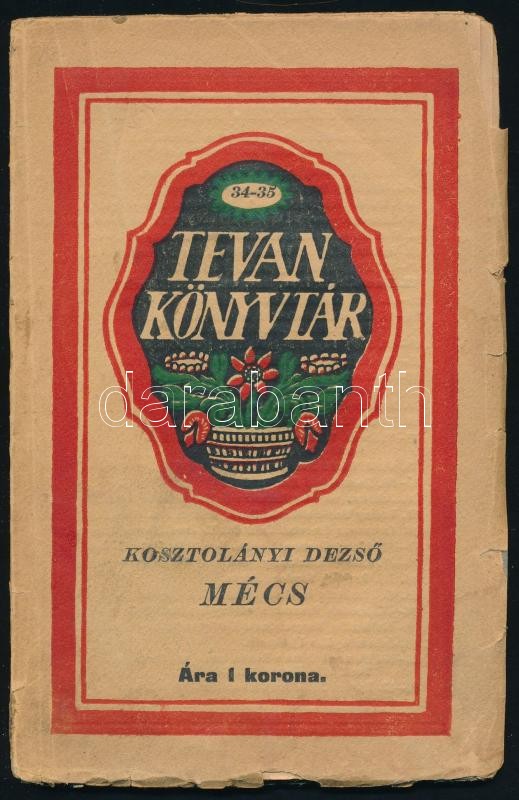 34-35
TEVAN
KÖNYVTÁR
darabanth
KOSZTOLÁNYI DEZSŐ
MÉCS
Ára 1 korona.